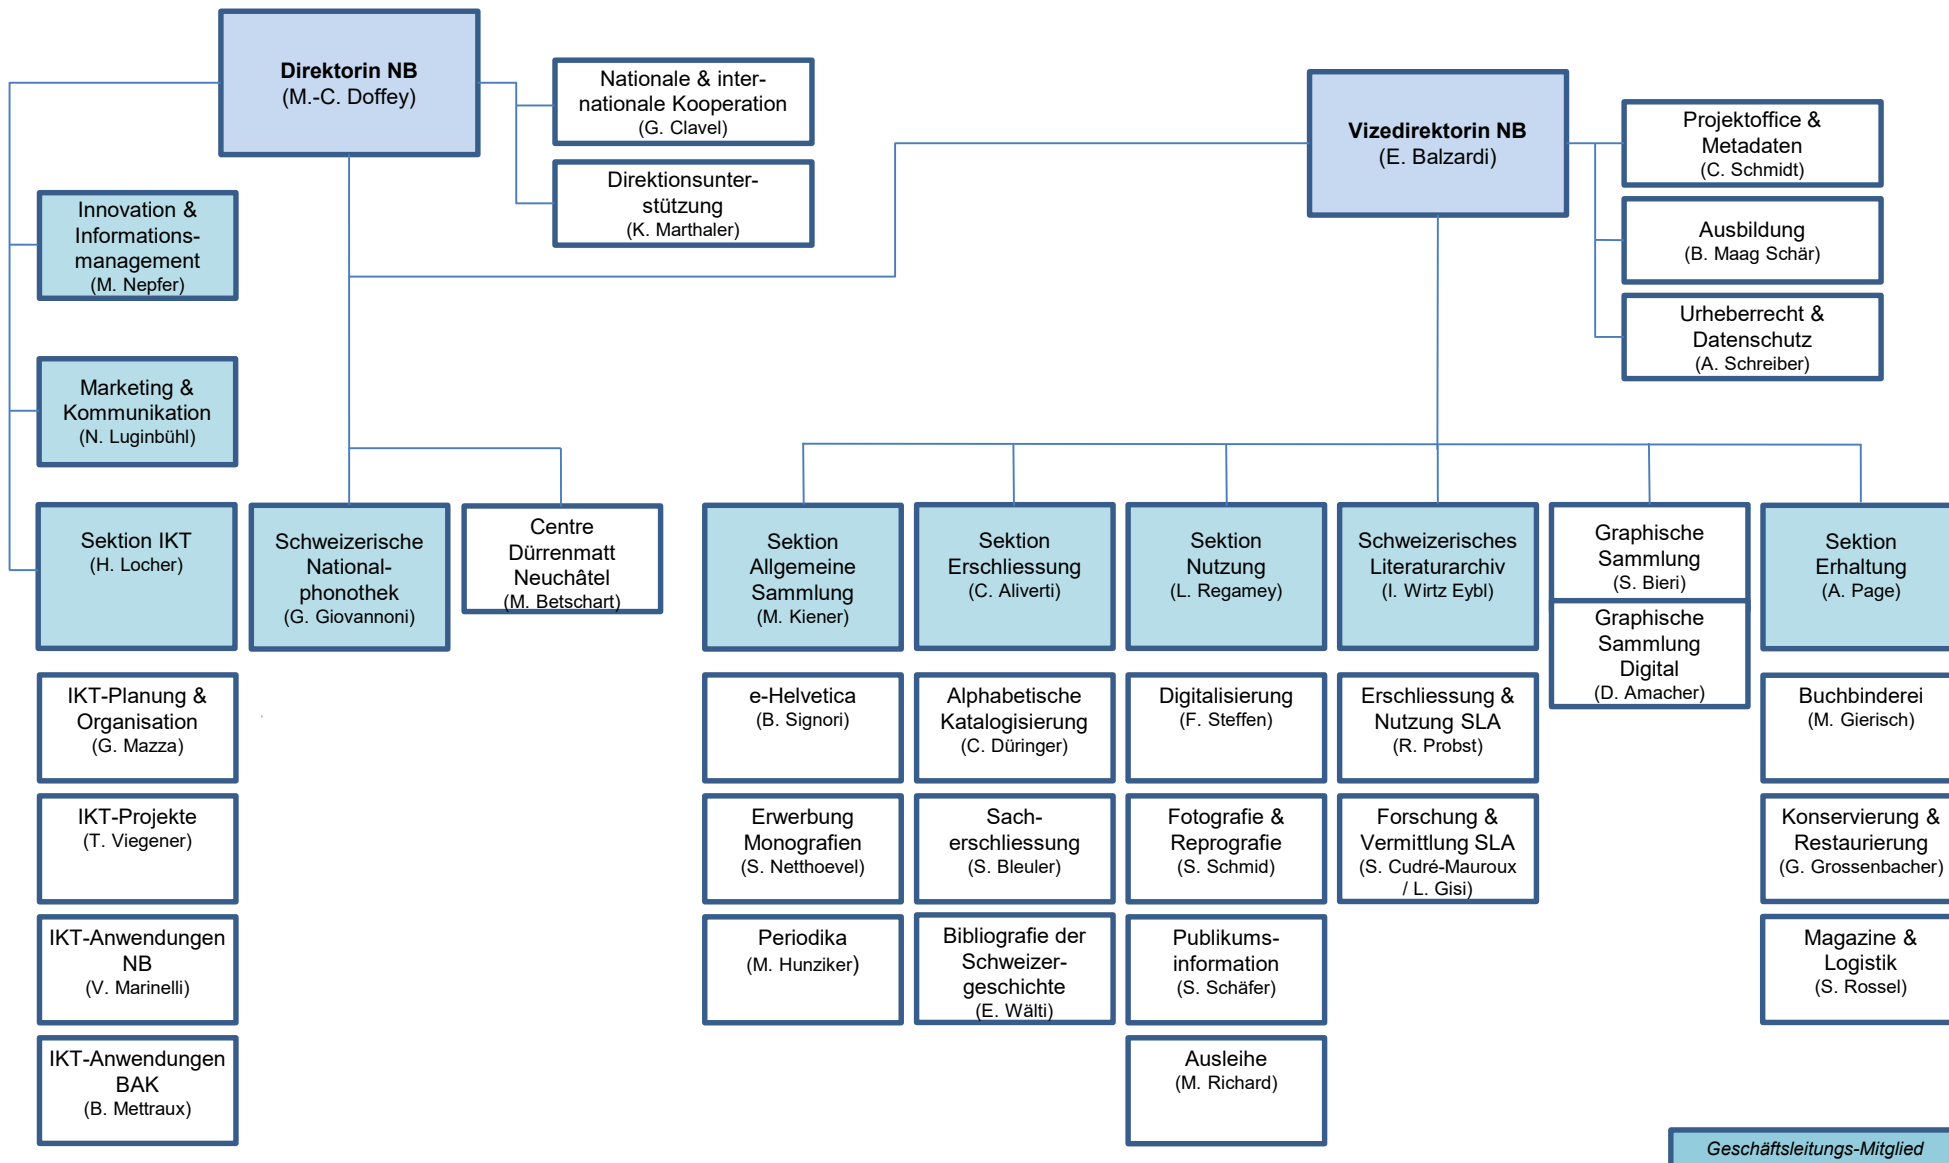 Direktorin NB
(M.-C. Doffey)
Nationale & inter-
nationale Kooperation
(G. Clavel)
Direktionsunter-
stützung
(K. Marthaler)
Vizedirektorin NB
(E. Balzardi)
Projektoffice &
Metadaten
(C. Schmidt)
Ausbildung
(B. Maag Schär)
Urheberrecht &
Datenschutz
(A. Schreiber)
Innovation &
Informations-
management
(M. Nepfer)
Marketing &
Kommunikation
(N. Luginbühl)
Sektion IKT
(H. Locher)
Schweizerische
National-
phonothek
(G. Giovannoni)
Centre
Dürrenmatt
Neuchâtel
(M. Betschart)
Sektion
Allgemeine
Sammlung
(M. Kiener)
Sektion
Erschliessung
(C. Aliverti)
Sektion
Nutzung
(L. Regamey)
Schweizerisches
Literaturarchiv
(I. Wirtz Eybl)
Graphische
Sammlung
(S. Bieri)
Graphische
Sammlung
Digital
(D. Amacher)
Sektion
Erhaltung
(A. Page)
IKT-Planung &
Organisation
(G. Mazza)
IKT-Projekte
(T. Viegener)
IKT-Anwendungen
NB
(V. Marinelli)
IKT-Anwendungen
BAK
(B. Mettraux)
e-Helvetica
(B. Signori)
Erwerbung
Monografien
(S. Netthoevel)
Periodika
(M. Hunziker)
Alphabetische
Katalogisierung
(C. Düringer)
Sach-
erschliessung
(S. Bleuler)
Bibliografie der
Schweizer-
geschichte
(E. Wälti)
Digitalisierung
(F. Steffen)
Fotografie &
Reprografie
(S. Schmid)
Publikums-
information
(S. Schäfer)
Ausleihe
(M. Richard)
Erschliessung &
Nutzung SLA
(R. Probst)
Forschung &
Vermittlung SLA
(S. Cudré-Mauroux
/ L. Gisi)
Buchbinderei
(M. Gierisch)
Konservierung &
Restaurierung
(G. Grossenbacher)
Magazine &
Logistik
(S. Rossel)
Geschäftsleitungs-Mitglied